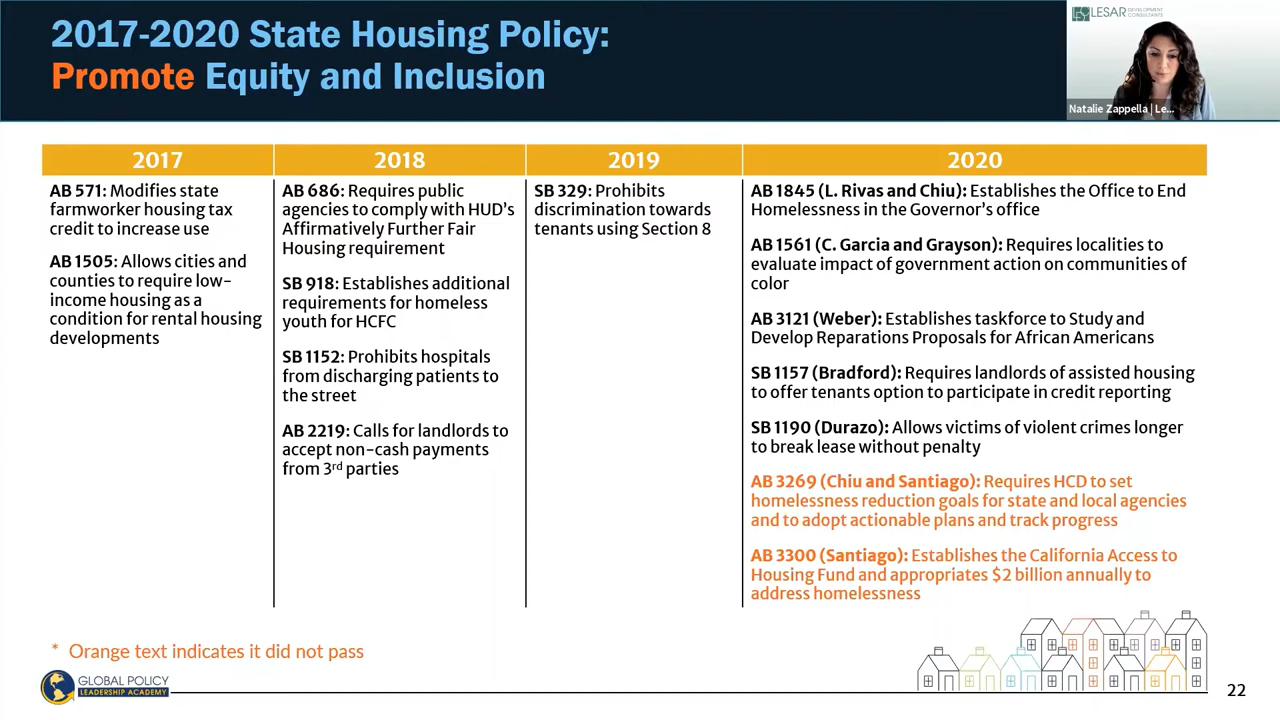 2017-2020 State Housing Policy:
Promote Equity and Inclusion
LESAR DEVELOPMENT
CONSULTANTS
Natalie Zappella | Le...
2017
AB 571: Modifies state
farmworker housing tax
credit to increase use
AB 1505: Allows cities and
counties to require low-
income housing as a
condition for rental housing
developments
2018
AB 686: Requires public
agencies to comply with HUD’s
Affirmatively Further Fair
Housing requirement
SB 918: Establishes additional
requirements for homeless
youth for HCFC
SB 1152: Prohibits hospitals
from discharging patients to
the street
AB 2219: Calls for landlords to
accept non-cash payments
from 3rd parties
2019
SB 329: Prohibits
discrimination towards
tenants using Section 8
2020
AB 1845 (L. Rivas and Chiu): Establishes the Office to End
Homelessness in the Governor’s office
AB 1561 (C. Garcia and Grayson): Requires localities to
evaluate impact of government action on communities of
color
AB 3121 (Weber): Establishes taskforce to Study and
Develop Reparations Proposals for African Americans
SB 1157 (Bradford): Requires landlords of assisted housing
to offer tenants option to participate in credit reporting
SB 1190 (Durazo): Allows victims of violent crimes longer
to break lease without penalty
AB 3269 (Chiu and Santiago): Requires HCD to set
homelessness reduction goals for state and local agencies
and to adopt actionable plans and track progress
AB 3300 (Santiago): Establishes the California Access to
Housing Fund and appropriates $2 billion annually to
address homelessness
* Orange text indicates it did not pass
GLOBAL POLICY
LEADERSHIP ACADEMY
22